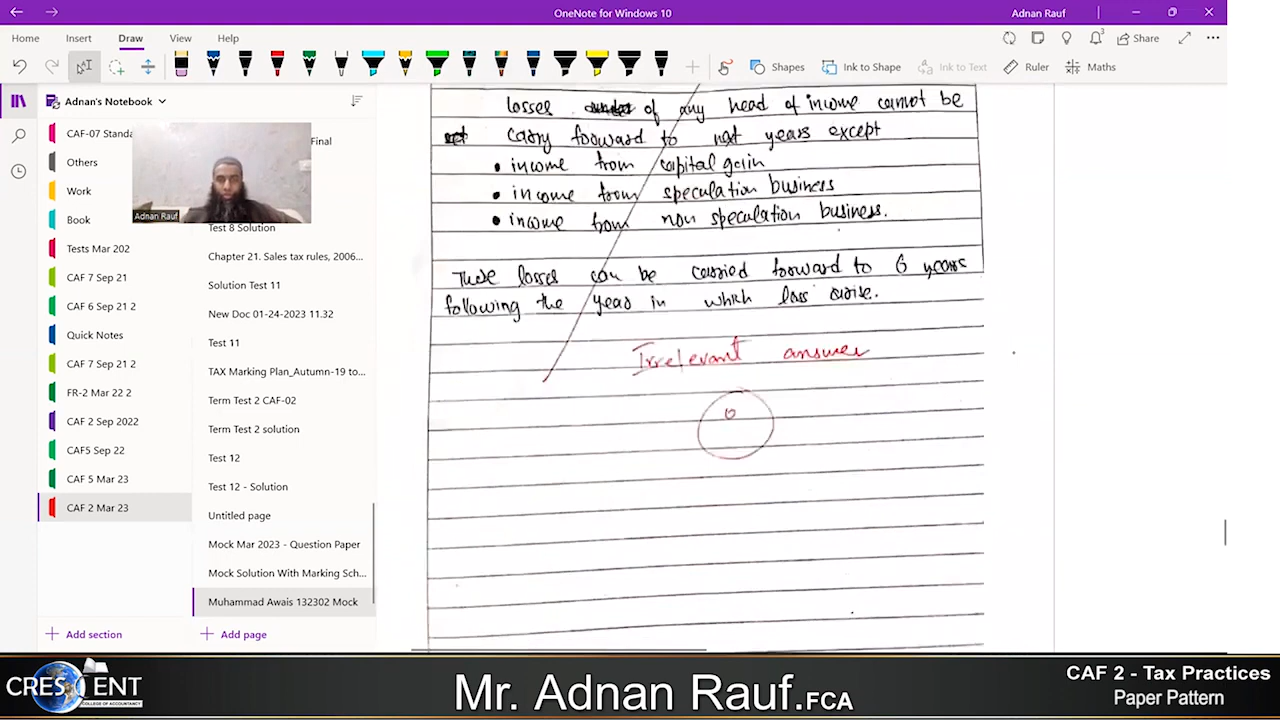 OneNote for Windows 10
Adnan Rauf
Home
Insert
Draw
View
Help
Share
Shapes
Ink to Shape
Ink to Text
Ruler
Maths
Adnan's Notebook
CAF-07 Standa
Others
Work
Book
Tests Mar 202
CAF 7 Sep 21
CAF 6 Sep 21 2
Quick Notes
CAF 7 Sep 21 2
FR-2 Mar 22 2
CAF 2 Sep 2022
CAF5 Sep 22
CAF 5 Mar 23
CAF 2 Mar 23
Add section
Final
Adnan Rauf
Test 8 Solution
Chapter 21. Sales tax rules, 2006...
Solution Test 11
New Doc 01-24-2023 11.32
Test 11
TAX Marking Plan_Autumn-19 to...
Term Test 2 CAF-02
Term Test 2 solution
Test 12
Test 12 - Solution
Untitled page
Mock Mar 2023 - Question Paper
Mock Solution With Marking Sch...
Muhammad Awais 132302 Mock
Add page
losses of any head of income cannot be
carry forward to next years except
• income from capital gain
• income from speculation business
• income from non speculation business.
These losses can be carried forward to 6 years
following the year in which loss arise.
Irrelevant answer
0
CRESCENT
COLLEGE OF ACCOUNTANCY
Mr. Adnan Rauf.FCA
CAF 2 - Tax Practices
Paper Pattern